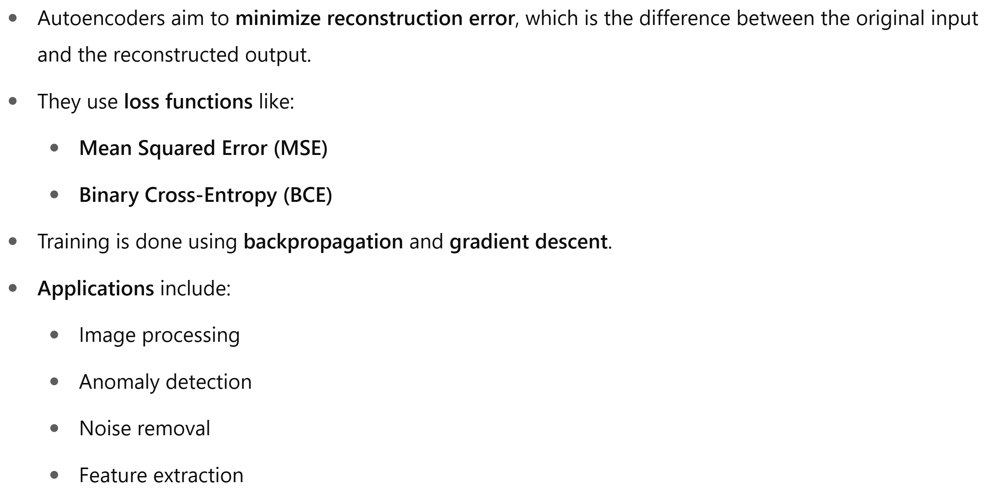 • Autoencoders aim to minimize reconstruction error, which is the difference between the original input
and the reconstructed output.
• They use loss functions like:
• Mean Squared Error (MSE)
• Binary Cross-Entropy (BCE)
• Training is done using backpropagation and gradient descent.
• Applications include:
• Image processing
• Anomaly detection
• Noise removal
• Feature extraction